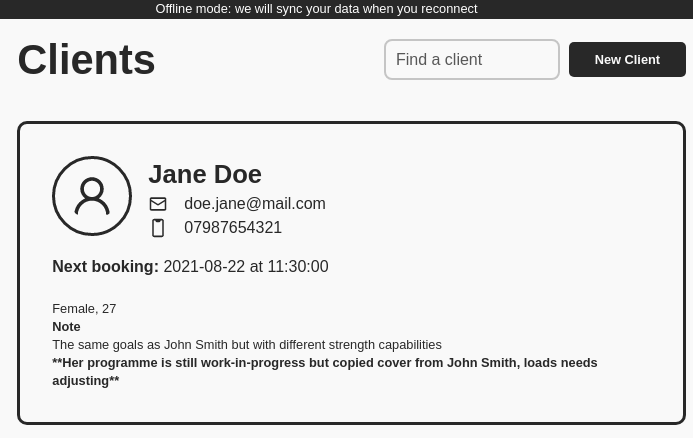 Offline mode: we will sync your data when you reconnect
Clients
Find a client
New Client
Jane Doe
doe.jane@mail.com
07987654321
Next booking: 2021-08-22 at 11:30:00
Female, 27
Note
The same goals as John Smith but with different strength capabilities
**Her programme is still work-in-progress but copied cover from John Smith, loads needs
adjusting**